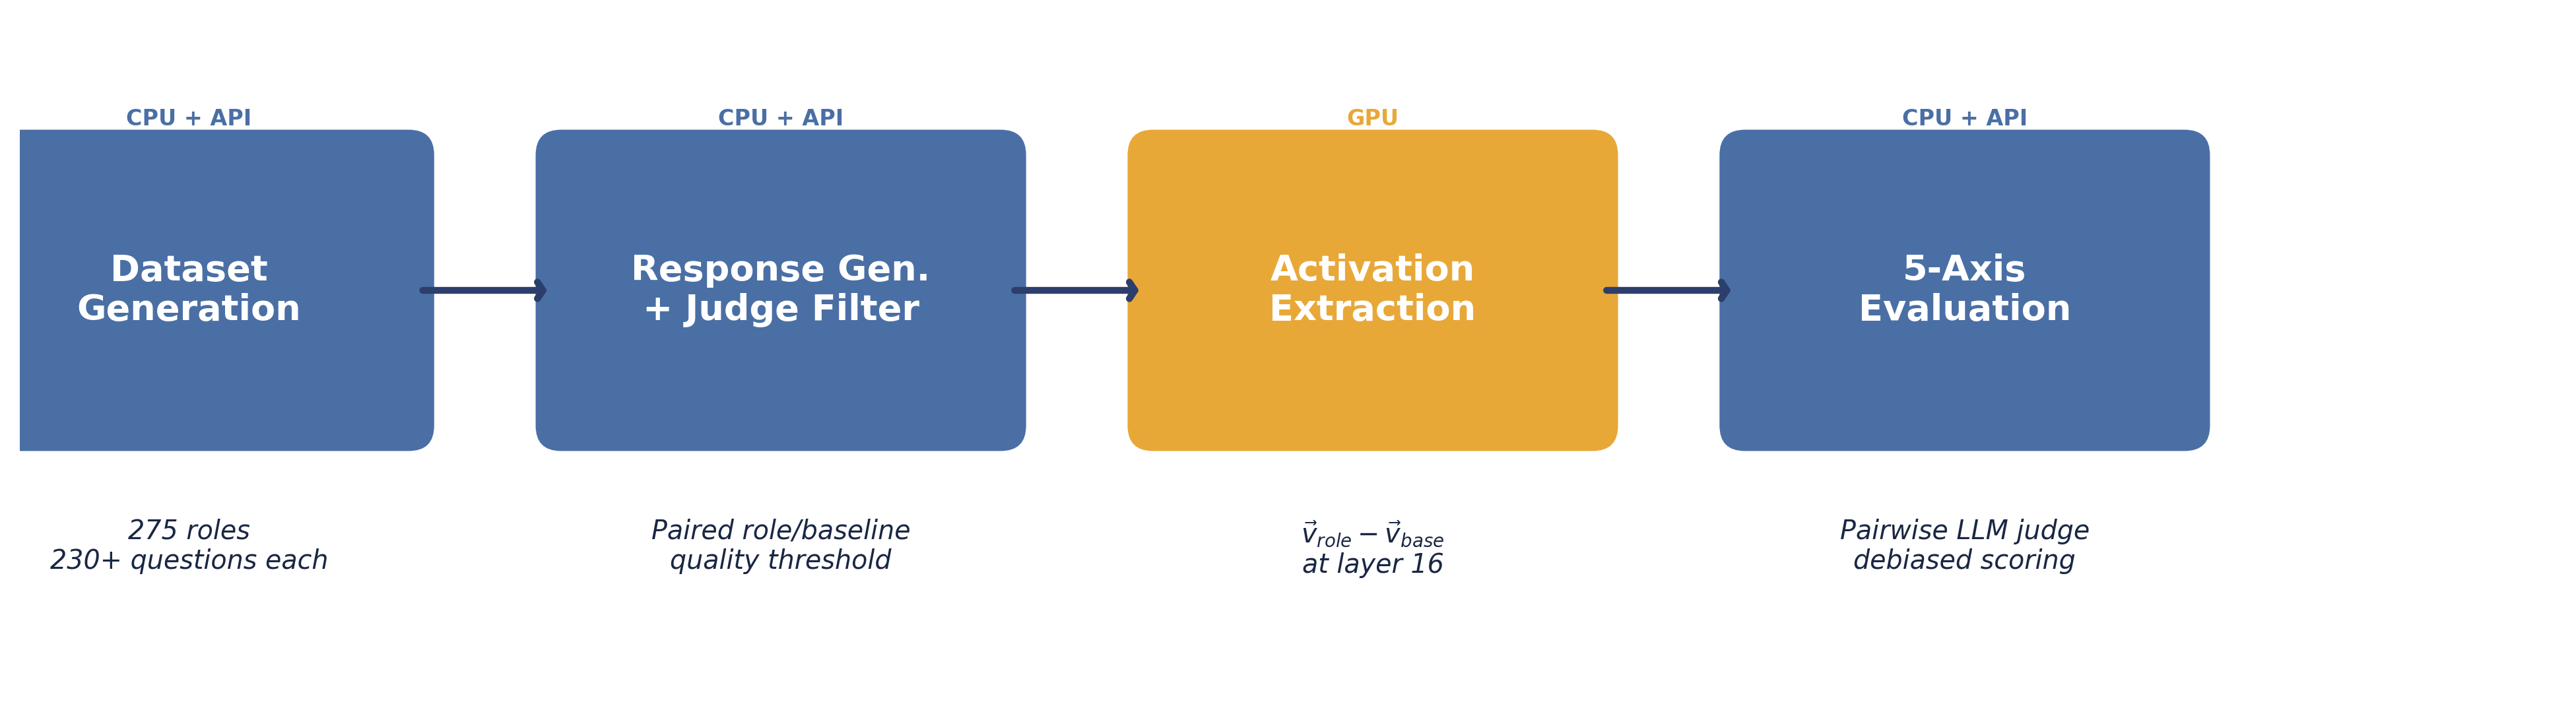 CPU + API
Dataset
Generation
275 roles
230+ questions each
CPU + API
Response Gen.
+ Judge Filter
Paired role/baseline
quality threshold
GPU
Activation
Extraction
$\vec{v}_{role} - \vec{v}_{base}$
at layer 16
CPU + API
5-Axis
Evaluation
Pairwise LLM judge
debiased scoring